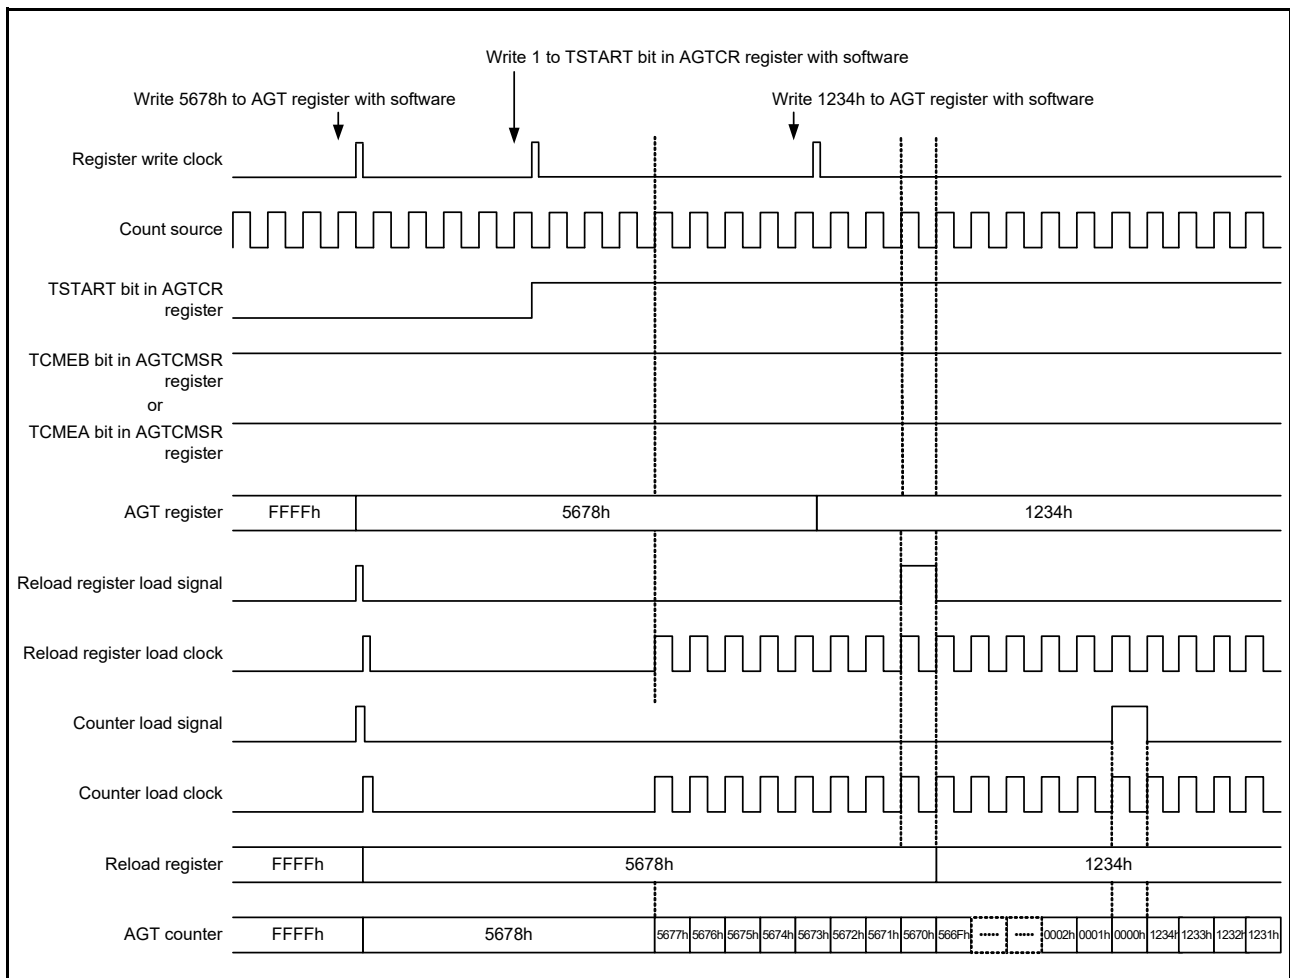 Write 1 to TSTART bit in AGTCR register with software
Write 5678h to AGT register with software
Write 1234h to AGT register with software
Register write clock
Count source
TSTART bit in AGTCR
register
TCMEB bit in AGTCMSR
register
or
TCMEA bit in AGTCMSR
register
AGT register FFFFh 5678h 1234h
Reload register load signal
Reload register load clock
Counter load signal
Counter load clock
Reload register FFFFh 5678h 1234h
AGT counter FFFFh 5678h 5677h 5676h 5675h 5674h 5673h 5672h 5671h 5670h 566Fh ••••• ••••• 0002h 0001h 0000h 1234h 1233h 1232h 1231h